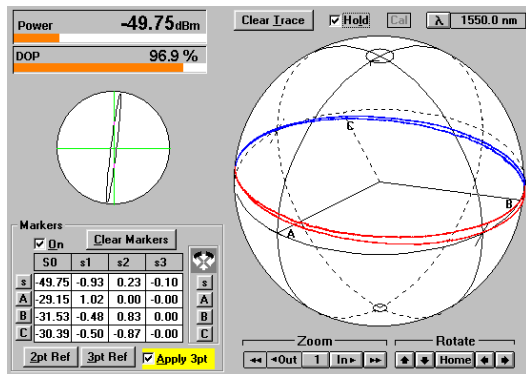 Power -49.75 dBm
DOP 96.9 %
Clear Trace Hold Cal λ 1550.0 nm
C
B
A
Markers
On Clear Markers
S0 s1 s2 s3
s -49.75 -0.93 0.23 -0.10 s
A -29.15 1.02 0.00 -0.00 A
B -31.53 -0.48 0.83 0.00 B
C -30.39 -0.50 -0.87 -0.00 C
2pt Ref 3pt Ref Apply 3pt
Zoom
Out 1 In
Rotate
Home